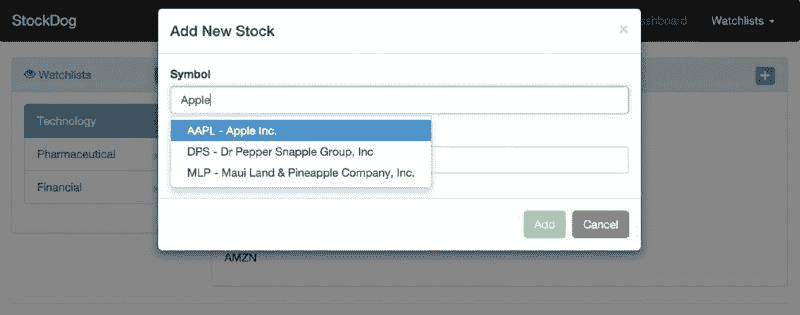 StockDog
Dashboard
Watchlists
Add New Stock
×
Watchlists
Symbol
Apple
Technology
Pharmaceutical
Financial
AAPL - Apple Inc.
DPS - Dr Pepper Snapple Group, Inc
MLP - Maui Land & Pineapple Company, Inc.
Add
Cancel
AMZN